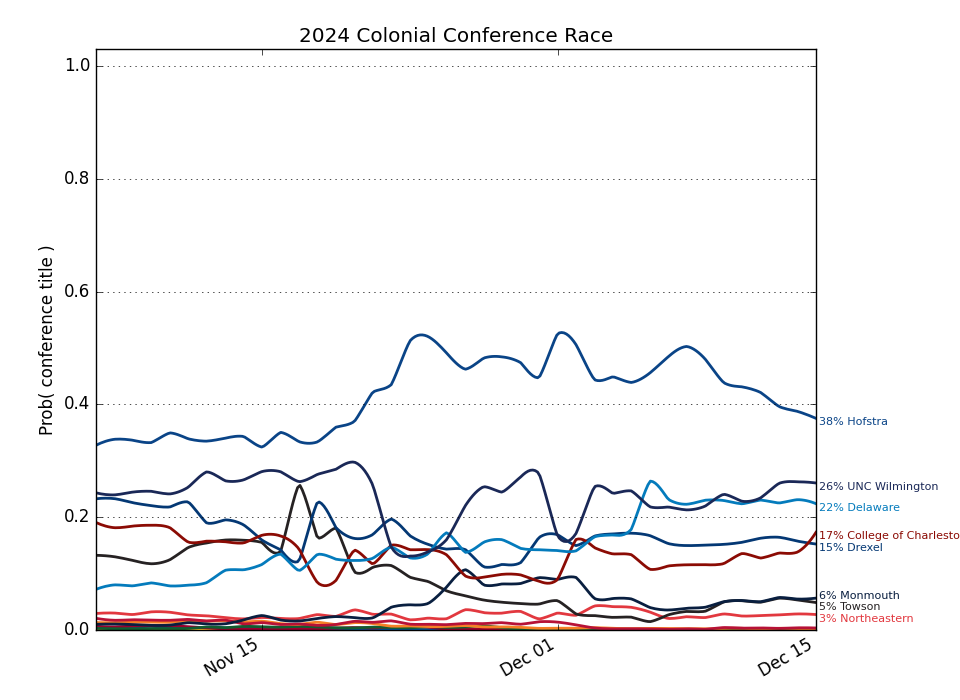 2024 Colonial Conference Race
Prob( conference title )
1.0
0.8
0.6
0.4
0.2
0.0
Nov 15
Dec 01
Dec 15
38% Hofstra
26% UNC Wilmington
22% Delaware
17% College of Charlesto
15% Drexel
6% Monmouth
5% Towson
3% Northeastern